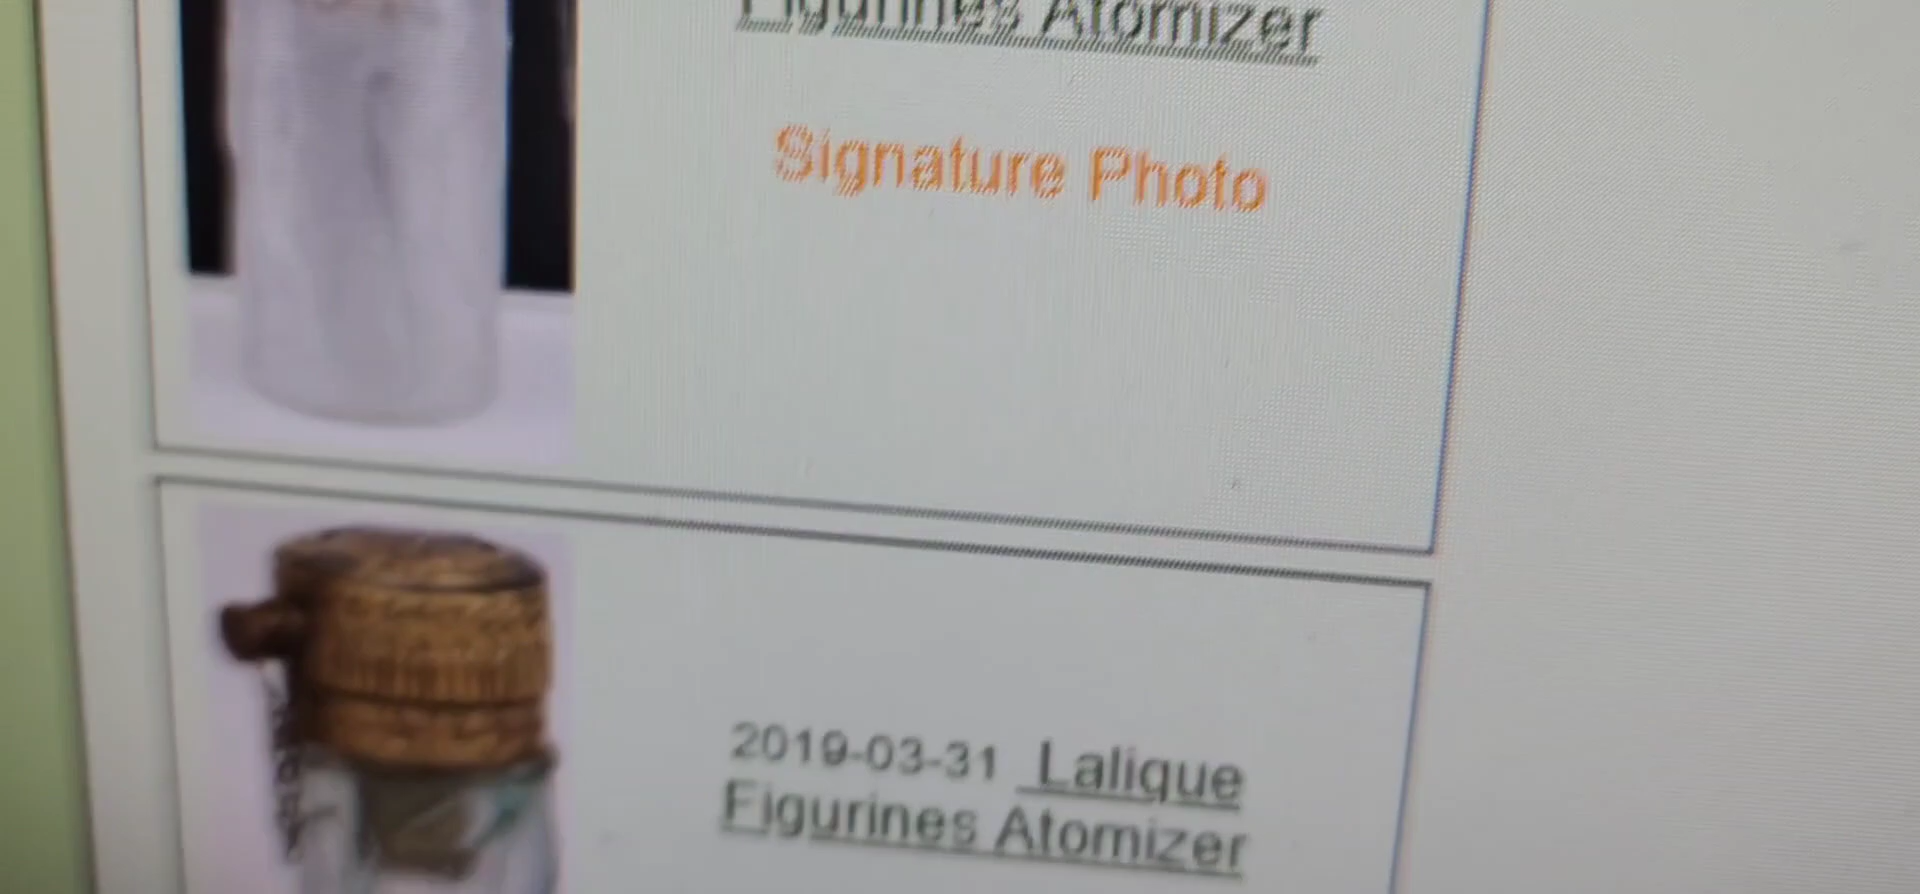 Figurines Atomizer
Signature Photo
2019-03-31 Lalique
Figurines Atomizer